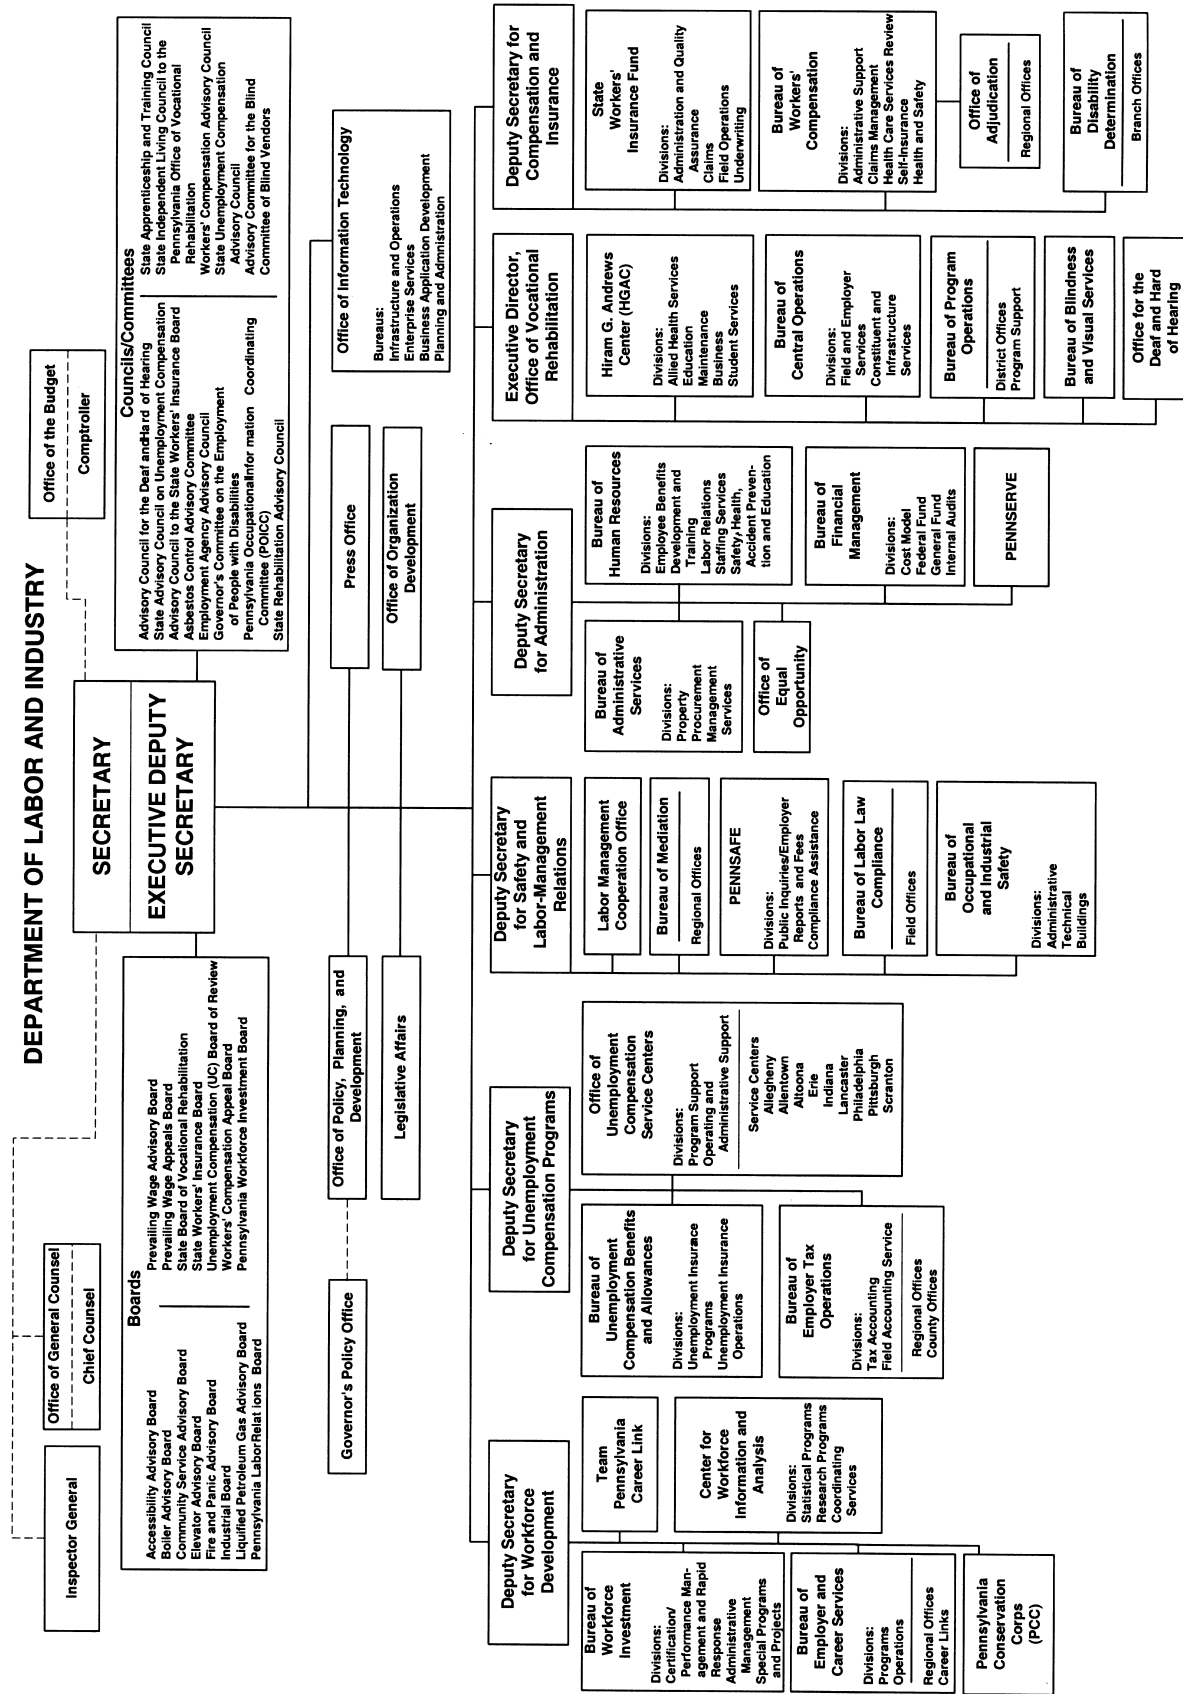 DEPARTMENT OF LABOR AND INDUSTRY
Inspector General
Office of General Counsel
Chief Counsel
SECRETARY
EXECUTIVE DEPUTY
SECRETARY
Office of the Budget
Comptroller
Boards
Accessibility Advisory Board
Boiler Advisory Board
Community Service Advisory Board
Elevator Advisory Board
Fire and Panic Advisory Board
Industrial Board
Liquified Petroleum Gas Advisory Board
Pennsylvania LaborRelations Board
Prevailing Wage Advisory Board
Prevailing Wage Appeals Board
State Board of Vocational Rehabilitation
State Workers' Insurance Board
Unemployment Compensation (UC) Board of Review
Workers' Compensation Appeal Board
Pennsylvania Workforce Investment Board
Councils/Committees
Advisory Council for the Deaf andHard of Hearing
State Advisory Council on Unemployment Compensation
Advisory Council to the State Workers' Insurance Board
Asbestos Control Advisory Committee
Employment Agency Advisory Council
Governor's Committee on the Employment
of People with Disabilities
Pennsylvania OccupationalInformation Coordinating
Committee (POICC)
State Rehabilitation Advisory Council
State Apprenticeship and Training Council
State Independent Living Council to the
Pennsylvania Office of Vocational
Rehabilitation
Workers' Compensation Advisory Council
State Unemployment Compensation
Advisory Council
Advisory Committee for the Blind
Committee of Blind Vendors
Governor's Policy Office
Office of Policy, Planning, and
Development
Legislative Affairs
Press Office
Office of Organization
Development
Office of Information Technology
Bureaus:
Infrastructure and Operations
Enterprise Services
Business Application Development
Planning and Admnistration
Deputy Secretary
for Workforce
Development
Bureau of
Workforce
Investment
Divisions:
Certification/
Performance Man-
agement and Rapid
Response
Administrative
Management
Special Programs
and Projects
Team
Pennsylvania
Career Link
Center for
Workforce
Information and
Analysis
Divisions:
Statistical Programs
Research Programs
Coordinating
Services
Bureau of
Employer and
Career Services
Divisions:
Programs
Operations
Regional Offices
Career Links
Pennsylvania
Conservation
Corps
(PCC)
Deputy Secretary
for Unemployment
Compensation Programs
Bureau of
Unemployment
Compensation Benefits
and Allowances
Divisions:
Unemployment Insurance
Programs
Unemployment Insurance
Operations
Office of
Unemployment
Compensation
Service Centers
Divisions:
Program Support
Operating and
Administrative Support
Service Centers
Allegheny
Allentown
Altoona
Erie
Indiana
Lancaster
Philadelphia
Pittsburgh
Scranton
Bureau of
Employer Tax
Operations
Divisions:
Tax Accounting
Field Accounting Service
Regional Offices
County Offices
Deputy Secretary
for Safety and
Labor-Management
Relations
Labor Management
Cooperation Office
Bureau of Mediation
Regional Offices
PENNSAFE
Divisions:
Public Inquiries/Employer
Reports and Fees
Compliance Assistance
Bureau of Labor Law
Compliance
Field Offices
Bureau of
Occupational
and Industrial
Safety
Divisions:
Administrative
Technical
Buildings
Deputy Secretary
for Administration
Bureau of
Administrative
Services
Divisions:
Property
Procurement
Management
Services
Office of
Equal
Opportunity
Bureau of
Human Resources
Divisions:
Employee Benefits
Development and
Training
Labor Relations
Staffing Services
Safety, Health,
Accident Preven-
tion and Education
Bureau of
Financial
Management
Divisions:
Cost Model
Federal Fund
General Fund
Internal Audits
PENNSERVE
Executive Director,
Office of Vocational
Rehabilitation
Hiram G. Andrews
Center (HGAC)
Divisions:
Allied Health Services
Education
Maintenance
Business
Student Services
Bureau of
Central Operations
Divisions:
Field and Employer
Services
Constituent and
Infrastructure
Services
Bureau of Program
Operations
District Offices
Program Support
Bureau of Blindness
and Visual Services
Office for the
Deaf and Hard
of Hearing
Deputy Secretary for
Compensation and
Insurance
State
Workers'
Insurance Fund
Divisions:
Administration and Quality
Assurance
Claims
Field Operations
Underwriting
Bureau of
Workers'
Compensation
Divisions:
Administrative Support
Claims Management
Health Care Services Review
Self-Insurance
Health and Safety
Office of
Adjudication
Regional Offices
Bureau of
Disability
Determination
Branch Offices